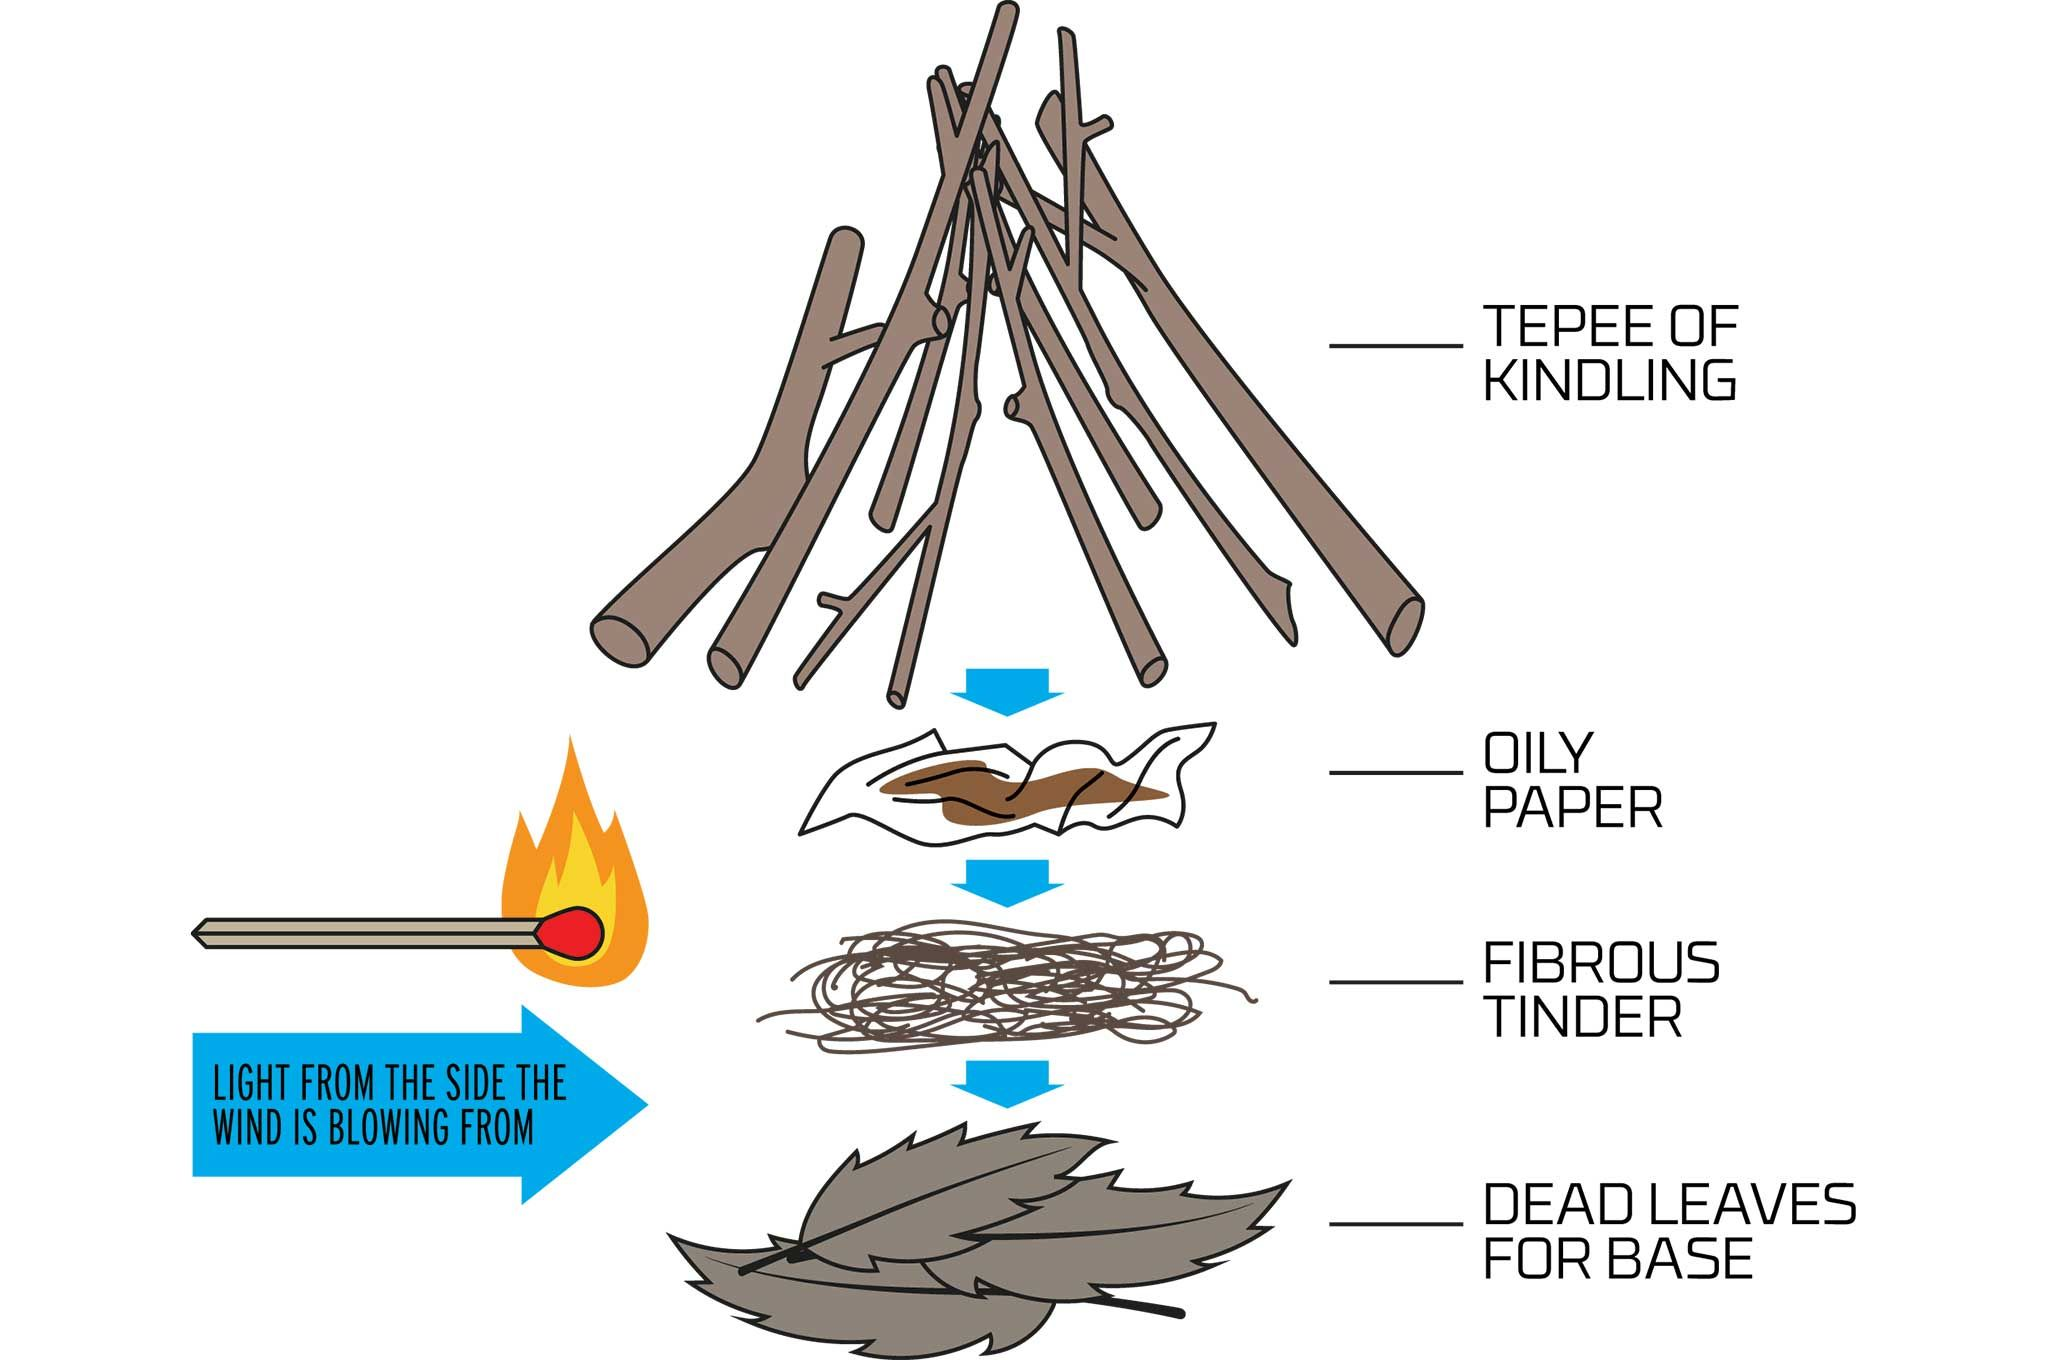 TEPEE OF
KINDLING
OILY
PAPER
FIBROUS
TINDER
LIGHT FROM THE SIDE THE
WIND IS BLOWING FROM
DEAD LEAVES
FOR BASE